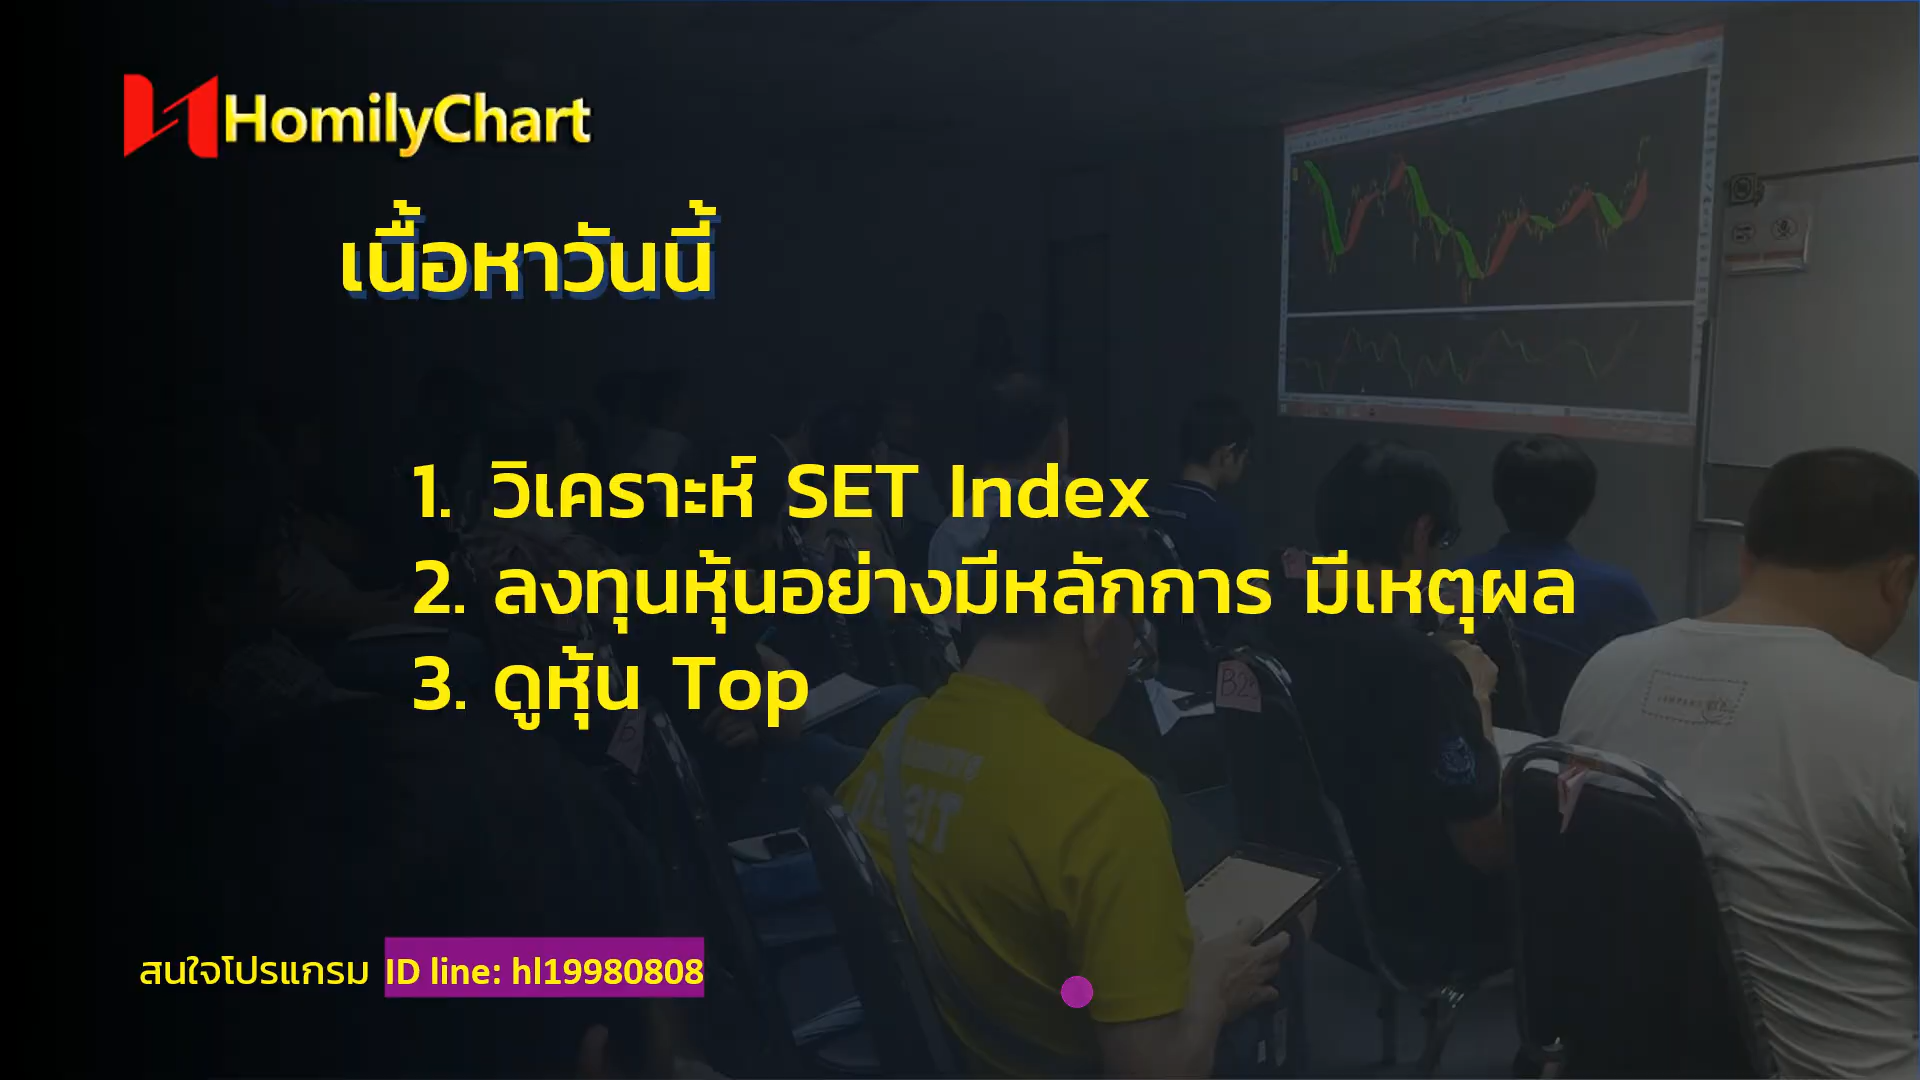 HomilyChart
เนื้อหาวันนี้
1. วิเคราะห์ SET Index
2. ลงทุนหุ้นอย่างมีหลักการ มีเหตุผล
3. ดูหุ้น Top
สนใจโปรแกรม ID line: hl19980808